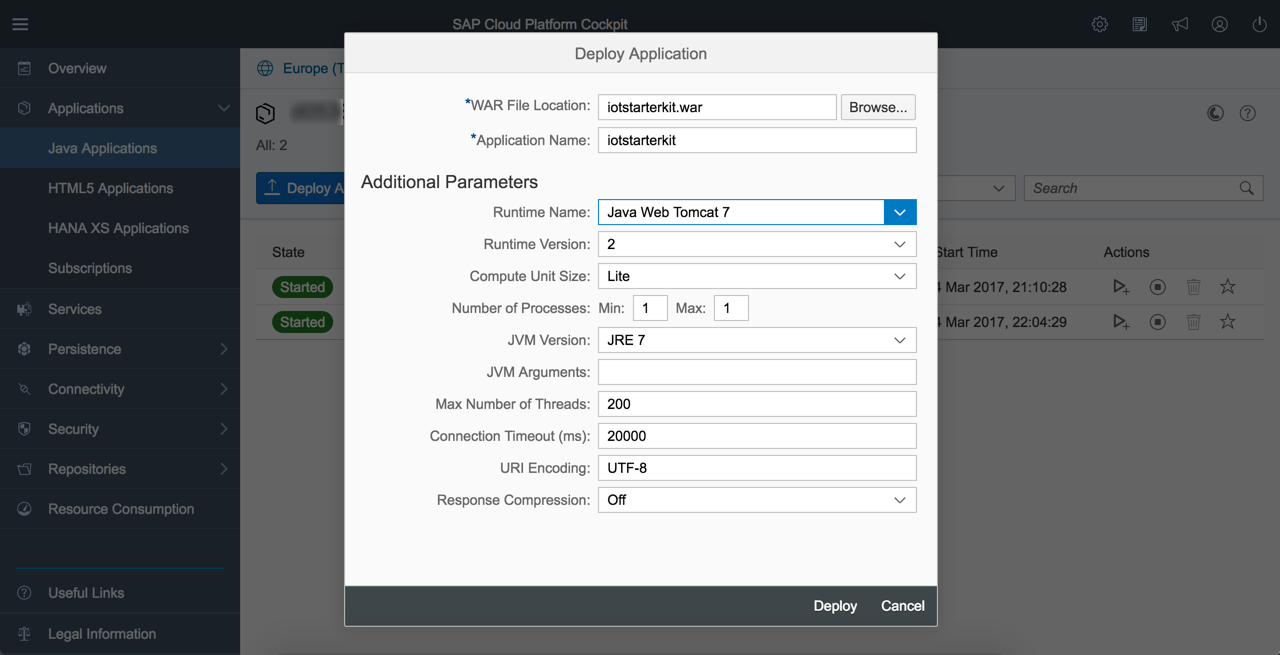 SAP Cloud Platform Cockpit
Overview
Applications
Java Applications
HTML5 Applications
HANA XS Applications
Subscriptions
Services
Persistence
Connectivity
Security
Repositories
Resource Consumption
Useful Links
Legal Information
Europe (T
All: 2
Deploy A
Search
State
Start Time
Actions
Started
Mar 2017, 21:10:28
Started
Mar 2017, 22:04:29
Deploy Application
*WAR File Location: iotstarterkit.war Browse...
*Application Name: iotstarterkit
Additional Parameters
Runtime Name: Java Web Tomcat 7
Runtime Version: 2
Compute Unit Size: Lite
Number of Processes: Min: 1 Max: 1
JVM Version: JRE 7
JVM Arguments:
Max Number of Threads: 200
Connection Timeout (ms): 20000
URI Encoding: UTF-8
Response Compression: Off
Deploy Cancel